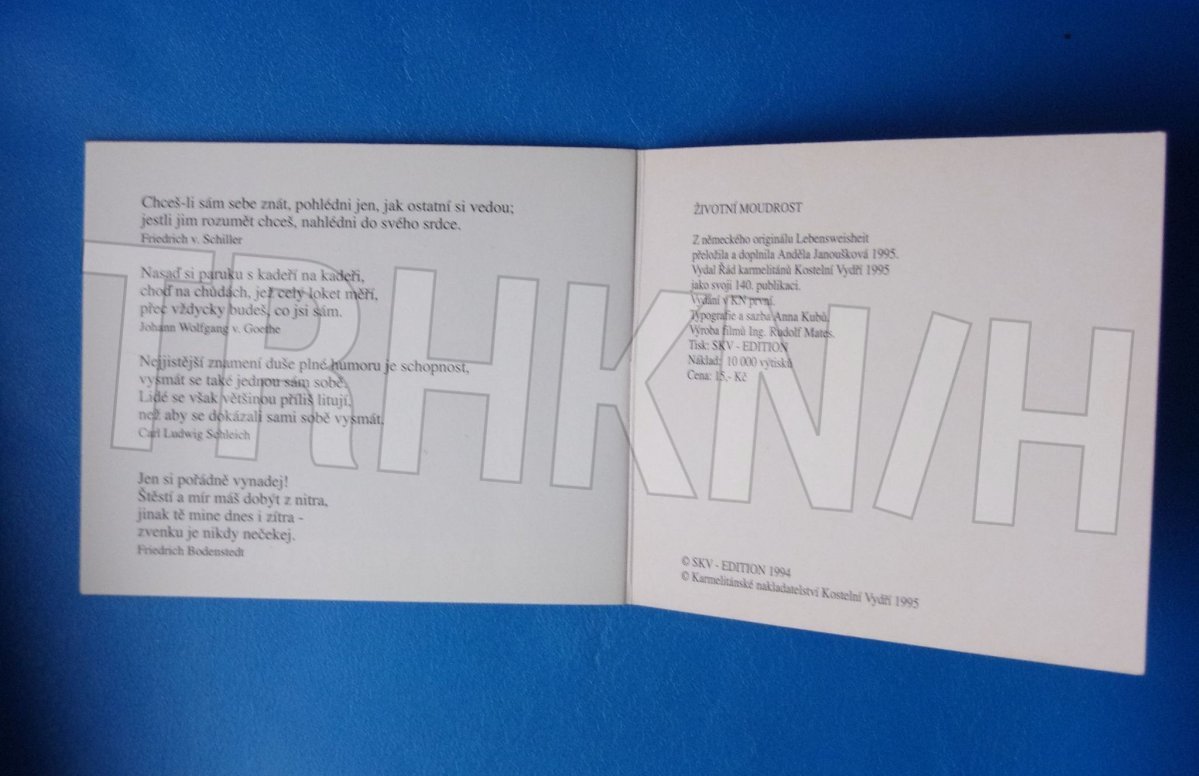 Chceš-li sám sebe znát, pohlédni jen, jak ostatní si vedou;
jestli jim rozumět chceš, nahlédni do svého srdce.
Friedrich v. Schiller
Nasaď si paruku s kadeří na kadeři,
choď na chůdách, jež celý loket měří,
přec vždycky budeš, co jsi sám.
Johann Wolfgang v. Goethe
Nejjistější znamení duše plné humoru je schopnost,
vysmát se také jednou sám sobě.
Lidé se však většinou příliš litují,
než aby se dokázali sami sobě vysmát.
Carl Ludwig Schleich
Jen si pořádně vynadej!
Štěstí a mír máš dobýt z nitra,
jinak tě mine dnes i zítra -
zvenku je nikdy nečekej.
Friedrich Bodenstedt
ŽIVOTNÍ MOUDROST
Z německého originálu Lebensweisheit
přeložila a doplnila Anděla Janoušková 1995.
Vydal Řád karmelitánů Kostelní Vydří 1995
jako svoji 140. publikaci.
Vydání v KN první.
Typografie a sazba Anna Kubů.
Výroba filmů Ing. Rudolf Mates.
Tisk: SKV - EDITION
Náklad: 10 000 výtisků
Cena: 15,- Kč
© SKV - EDITION 1994
© Karmelitánské nakladatelství Kostelní Vydří 1995
TRHKN/H